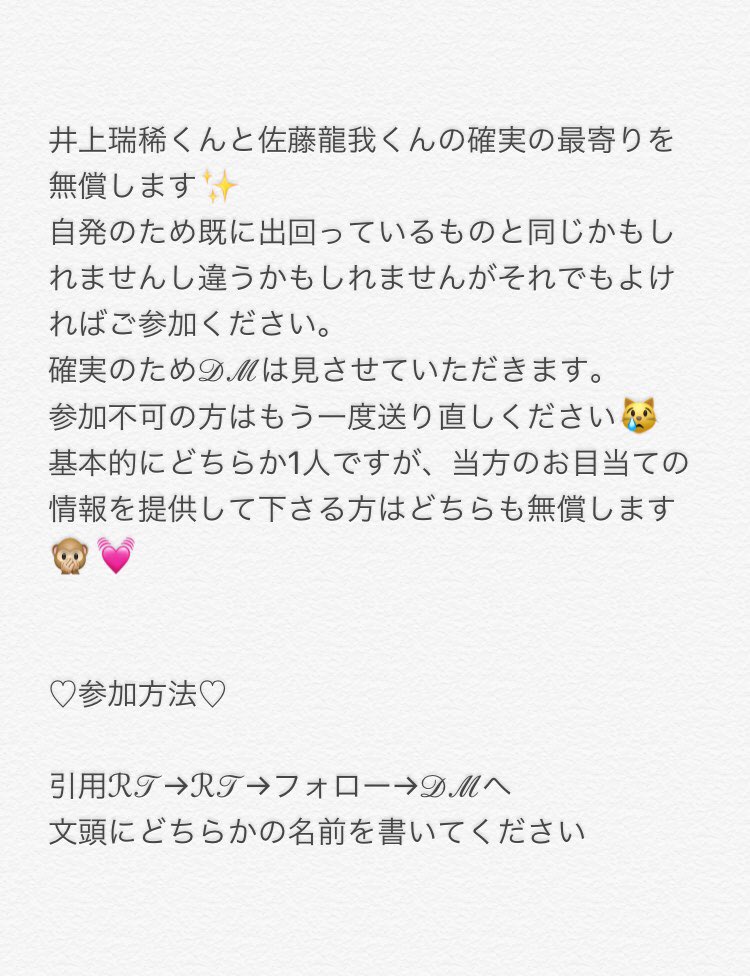 井上瑞稀くんと佐藤龍我くんの確実の最寄りを
無償します✨
自発のため既に出回っているものと同じかもし
れませんし違うかもしれませんがそれでもよけ
ればご参加ください。
確実のため𝒟ℳは見させていただきます。
参加不可の方はもう一度送り直しください😿
基本的にどちらか1人ですが、当方のお目当ての
情報を提供して下さる方はどちらも無償します
🙊💓
♡参加方法♡
引用ℛ𝒯→ℛ𝒯→フォロー→𝒟ℳへ
文頭にどちらかの名前を書いてください